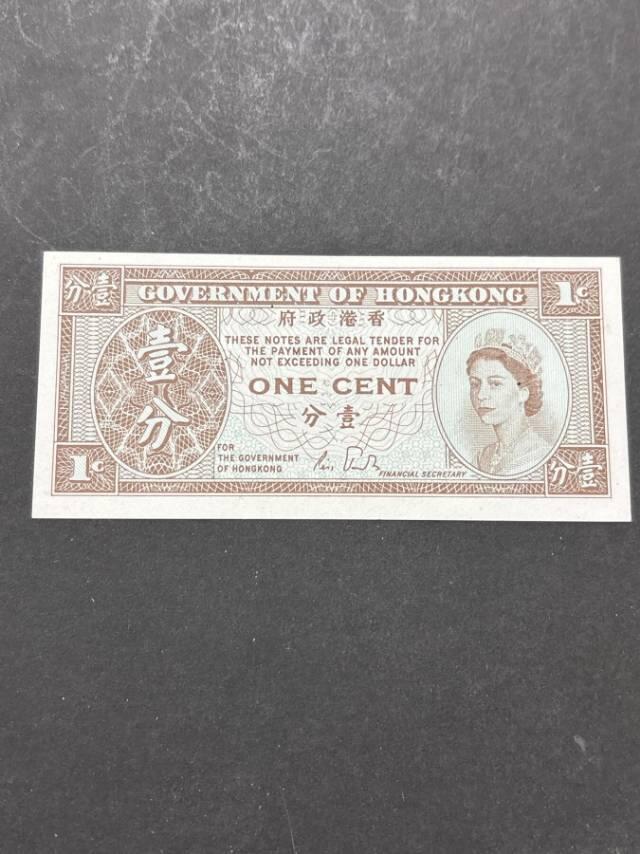 分壹
GOVERNMENT OF HONGKONG
1¢
府政港香
THESE NOTES ARE LEGAL TENDER FOR
THE PAYMENT OF ANY AMOUNT
NOT EXCEEDING ONE DOLLAR
ONE CENT
分壹
壹
分
FOR
THE GOVERNMENT
OF HONGKONG
FINANCIAL SECRETARY
1¢
分壹